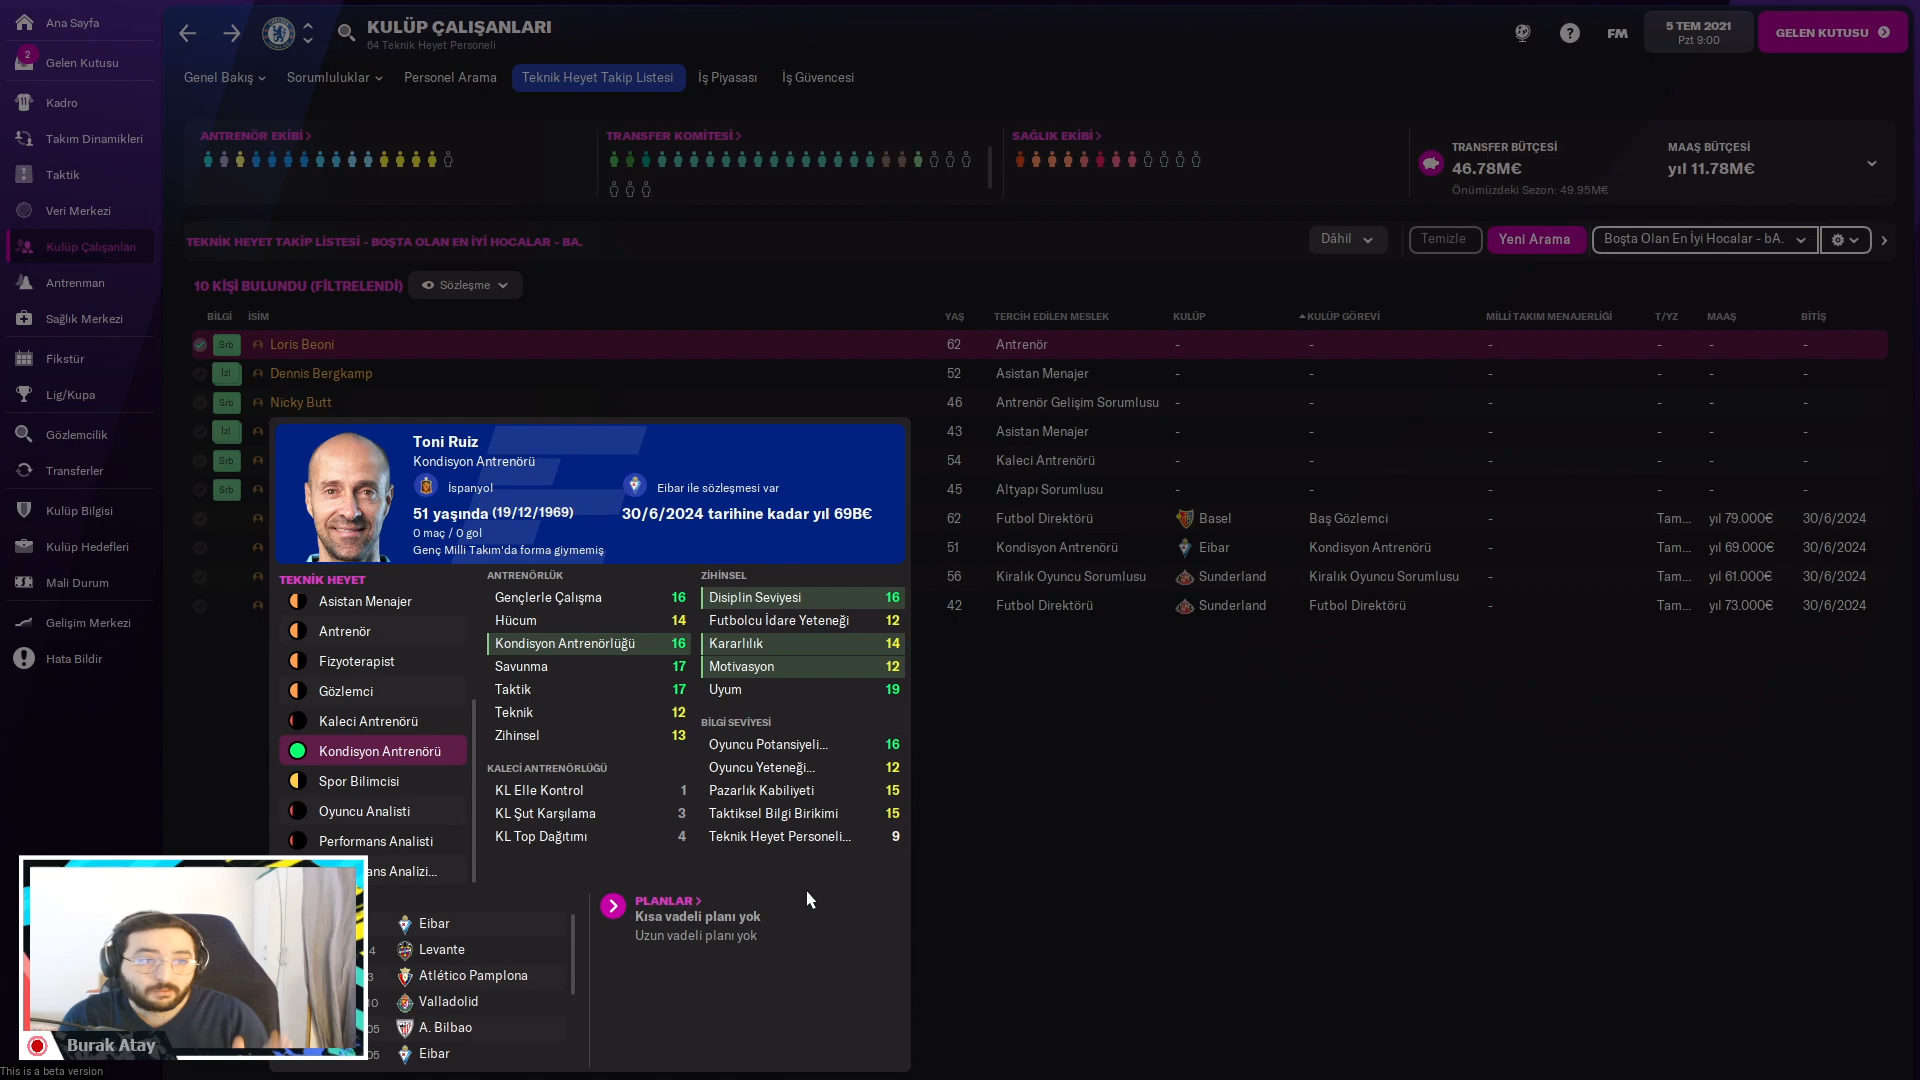 Ana Sayfa
2
Gelen Kutusu
Kadro
Takım Dinamikleri
Taktik
Veri Merkezi
Kulüp Çalışanları
Antrenman
Sağlık Merkezi
Fikstür
Lig/Kupa
Gözlemcilik
Transferler
Kulüp Bilgisi
Kulüp Hedefleri
Mali Durum
Gelişim Merkezi
Hata Bildir
KULÜP ÇALIŞANLARI
64 Teknik Heyet Personeli
FM
5 TEM 2021
Pzt 9:00
GELEN KUTUSU
Genel Bakış
Sorumluluklar
Personel Arama
Teknik Heyet Takip Listesi
İş Piyasası
İş Güvencesi
ANTRENÖR EKİBİ >
TRANSFER KOMİTESİ >
SAĞLIK EKİBİ >
TRANSFER BÜTÇESİ
46.78M€
Önümüzdeki Sezon: 49.95M€
MAAŞ BÜTÇESİ
yıl 11.78M€
TEKNİK HEYET TAKİP LİSTESİ - BOŞTA OLAN EN İYİ HOCALAR - BA.
Dâhil
Temizle
Yeni Arama
Boşta Olan En İyi Hocalar - bA.
10 KİŞİ BULUNDU (FİLTRELENDİ)
Sözleşme
BİLGİ İSİM YAŞ TERCİH EDİLEN MESLEK KULÜP KULÜP GÖREVİ MİLLİ TAKIM MENAJERLİĞİ T/YZ MAAŞ BİTİŞ
Srb Loris Beoni 62 Antrenör - - - - - -
İzl Dennis Bergkamp 52 Asistan Menajer - - - - - -
Srb Nicky Butt 46 Antrenör Gelişim Sorumlusu - - - - - -
İzl 43 Asistan Menajer - - - - - -
Srb 54 Kaleci Antrenörü - - - - - -
Srb 45 Altyapı Sorumlusu - - - - - -
62 Futbol Direktörü Basel Baş Gözlemci - Tam... yıl 79.000€ 30/6/2024
51 Kondisyon Antrenörü Eibar Kondisyon Antrenörü - Tam... yıl 69.000€ 30/6/2024
56 Kiralık Oyuncu Sorumlusu Sunderland Kiralık Oyuncu Sorumlusu - Tam... yıl 61.000€ 30/6/2024
42 Futbol Direktörü Sunderland Futbol Direktörü - Tam... yıl 73.000€ 30/6/2024
Toni Ruiz
Kondisyon Antrenörü
İspanyol
Eibar ile sözleşmesi var
51 yaşında (19/12/1969)
30/6/2024 tarihine kadar yıl 69B€
0 maç / 0 gol
Genç Milli Takım'da forma giymemiş
TEKNİK HEYET
Asistan Menajer
Antrenör
Fizyoterapist
Gözlemci
Kaleci Antrenörü
Kondisyon Antrenörü
Spor Bilimcisi
Oyuncu Analisti
Performans Analisti
ans Analizi...
ANTRENÖRLÜK
Gençlerle Çalışma 16
Hücum 14
Kondisyon Antrenörlüğü 16
Savunma 17
Taktik 17
Teknik 12
Zihinsel 13
KALECİ ANTRENÖRLÜĞÜ
KL Elle Kontrol 1
KL Şut Karşılama 3
KL Top Dağıtımı 4
ZİHİNSEL
Disiplin Seviyesi 16
Futbolcu İdare Yeteneği 12
Kararlılık 14
Motivasyon 12
Uyum 19
BİLGİ SEVİYESİ
Oyuncu Potansiyeli... 16
Oyuncu Yeteneği... 12
Pazarlık Kabiliyeti 15
Taktiksel Bilgi Birikimi 15
Teknik Heyet Personeli... 9
Eibar
4 Levante
3 Atlético Pamplona
10 Valladolid
05 A. Bilbao
05 Eibar
PLANLAR >
Kısa vadeli planı yok
Uzun vadeli planı yok
Burak Atay
This is a beta version